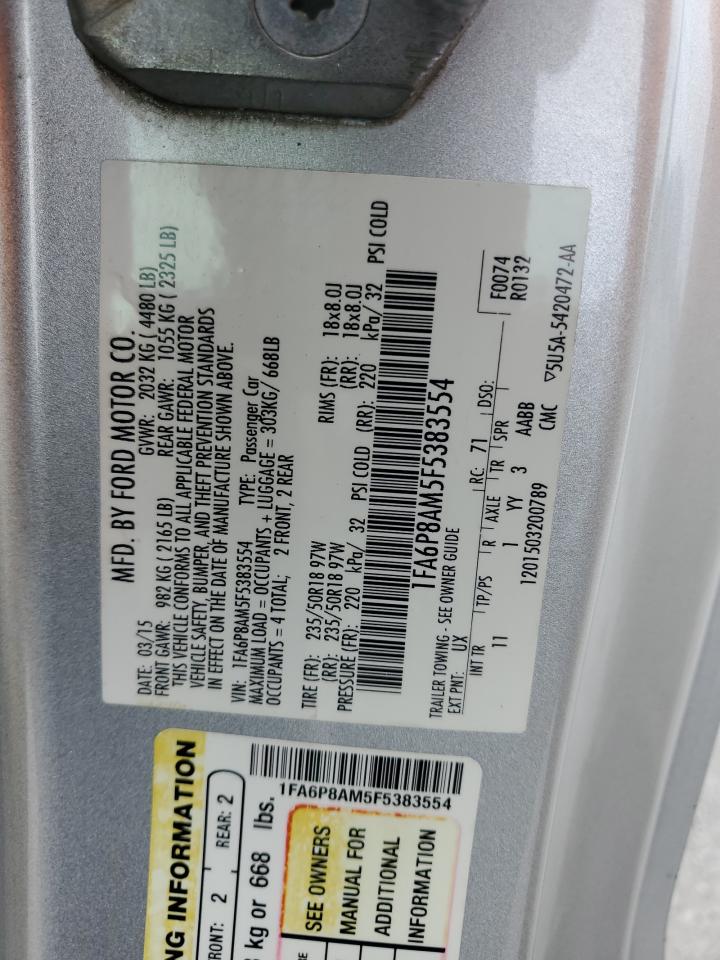 MFD. BY FORD MOTOR CO.
DATE: 03/15 GVWR: 2032 KG ( 4480 LB)
FRONT GAWR: 982 KG ( 2165 LB) REAR GAWR: 1055 KG ( 2325 LB)
THIS VEHICLE CONFORMS TO ALL APPLICABLE FEDERAL MOTOR
VEHICLE SAFETY, BUMPER, AND THEFT PREVENTION STANDARDS
IN EFFECT ON THE DATE OF MANUFACTURE SHOWN ABOVE.
VIN: 1FA6P8AM5F5383554 TYPE: Passenger Car
MAXIMUM LOAD = OCCUPANTS + LUGGAGE = 303KG/ 668LB
OCCUPANTS = 4 TOTAL; 2 FRONT, 2 REAR
TIRE (FR): 235/50R18 97W RIMS (FR): 18x8.0J
(RR): 235/50R18 97W (RR): 18x8.0J
PRESSURE (FR): 220 kPa/ 32 PSI COLD (RR): 220 kPa/ 32 PSI COLD
1FA6P8AM5F5383554
TRAILER TOWING - SEE OWNER GUIDE F0074
EXT PNT: UX RC: 71 DSO: R0132
INT TR TP/PS R AXLE TR SPR
11 1 YY 3 AABB
1201503200789 CMC ▽5U5A-5420472-AA
NG INFORMATION
FRONT: 2 REAR: 2
kg or 668 lbs.
1FA6P8AM5F5383554
SEE OWNERS
MANUAL FOR
ADDITIONAL
INFORMATION